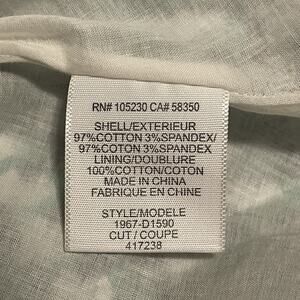 RN# 105230 CA# 58350
SHELL/EXTERIEUR
97%COTTON 3%SPANDEX/
97%COTON 3%SPANDEX
LINING/DOUBLURE
100%COTTON/COTON
MADE IN CHINA
FABRIQUE EN CHINE
STYLE/MODELE
1967-D1590
CUT / COUPE
417238